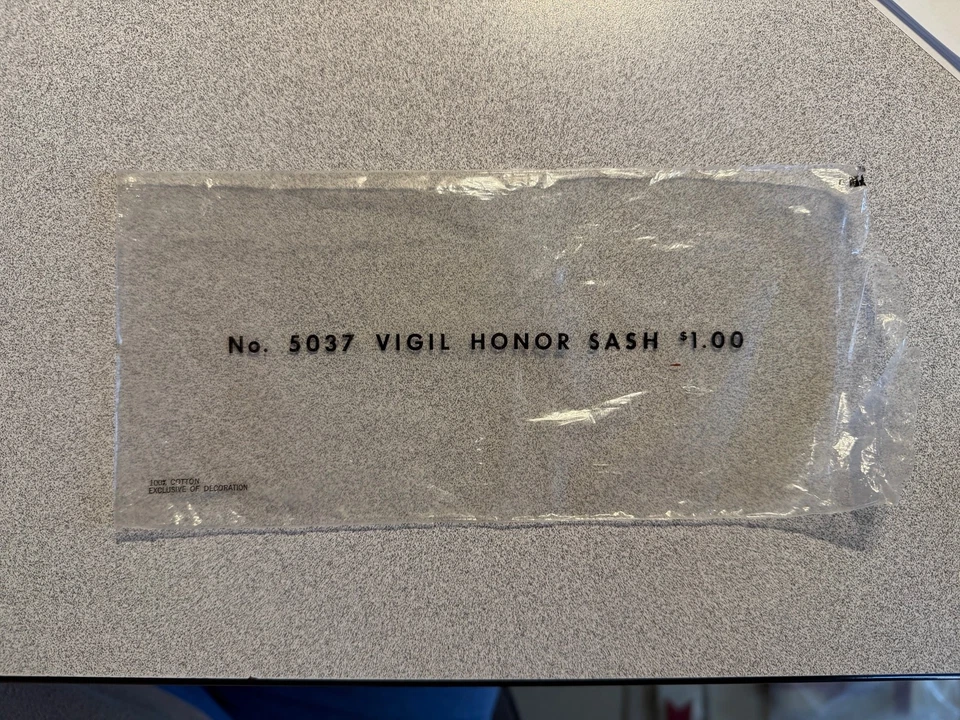 No. 5037 VIGIL HONOR SASH $1.00
100% COTTON
EXCLUSIVE OF DECORATION